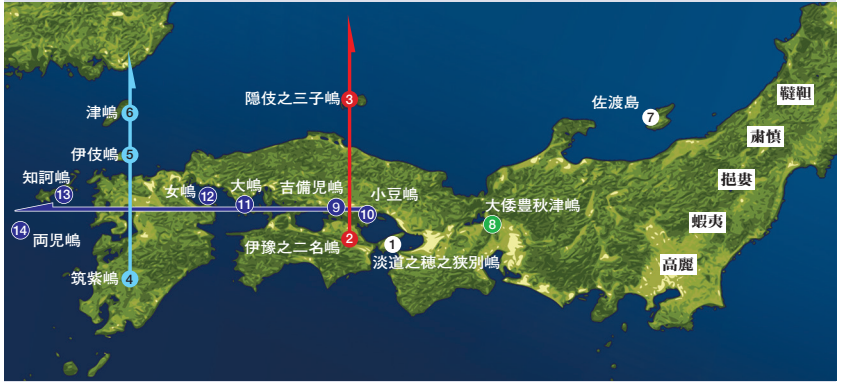 津嶋
6
伊伎嶋
5
知訶嶋
13
14
両児嶋
筑紫嶋
4
女嶋
12
大嶋
11
吉備児嶋
9
小豆嶋
10
隠伎之三子嶋
3
伊豫之二名嶋
2
1
淡道之穂之狭別嶋
大倭豊秋津嶋
8
佐渡島
7
靺鞨
粛慎
挹婁
蝦夷
高麗